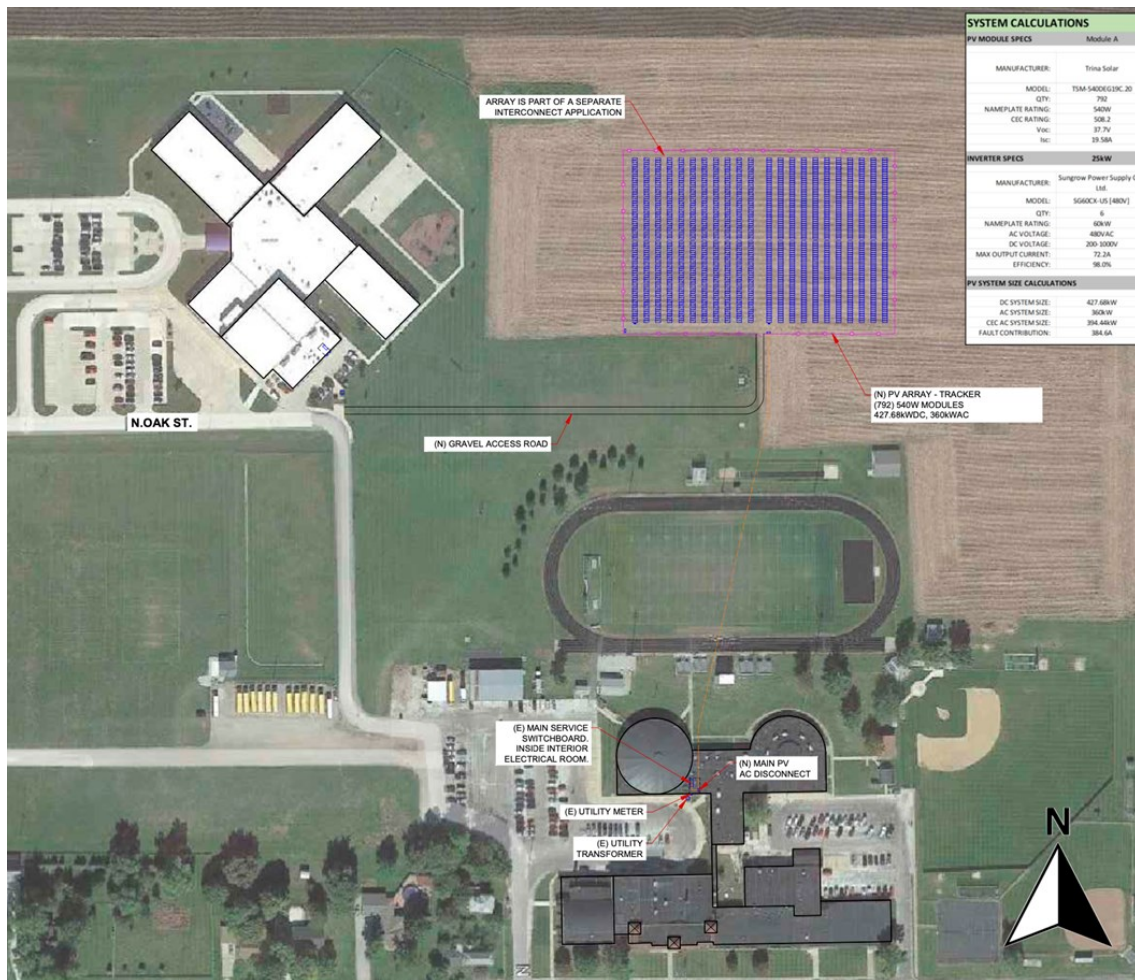 SYSTEM CALCULATIONS
PV MODULE SPECS Module A
MANUFACTURER: Trina Solar
MODEL: TSM-540DEG19C.20
QTY: 792
NAMEPLATE RATING: 540W
CEC RATING: 508.2
Voc: 37.7V
Isc: 19.58A
INVERTER SPECS 25kW
MANUFACTURER: Sungrow Power Supply
Ltd.
MODEL: SG60CX-US [480V]
QTY: 6
NAMEPLATE RATING: 60kW
AC VOLTAGE: 480VAC
DC VOLTAGE: 200-1000V
MAX OUTPUT CURRENT: 72.2A
EFFICIENCY: 98.0%
PV SYSTEM SIZE CALCULATIONS
DC SYSTEM SIZE: 427.68kW
AC SYSTEM SIZE: 360kW
CEC AC SYSTEM SIZE: 394.44kW
FAULT CONTRIBUTION: 384.6A
ARRAY IS PART OF A SEPARATE
INTERCONNECT APPLICATION
(N) PV ARRAY - TRACKER
(792) 540W MODULES
427.68kWDC, 360kWAC
N.OAK ST.
(N) GRAVEL ACCESS ROAD
(E) MAIN SERVICE
SWITCHBOARD.
INSIDE INTERIOR
ELECTRICAL ROOM.
(N) MAIN PV
AC DISCONNECT
(E) UTILITY METER
(E) UTILITY
TRANSFORMER
N
N